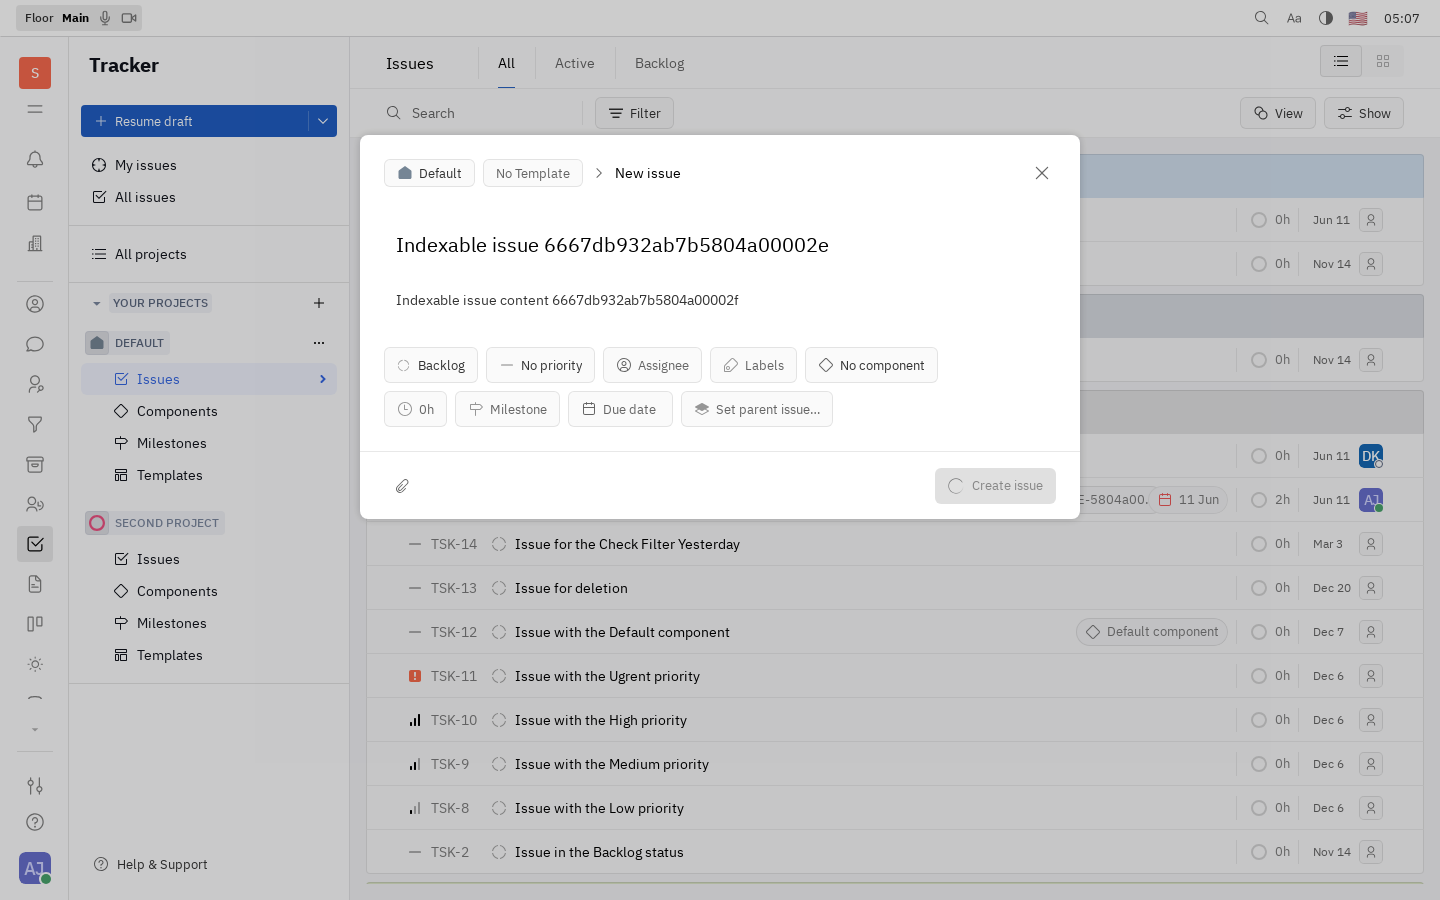 Floor Main
Aa
05:07
S
Tracker
Issues
All
Active
Backlog
Resume draft
Search
Filter
View
Show
My issues
All issues
Default
No Template
New issue
0h
Jun 11
All projects
Indexable issue 6667db932ab7b5804a00002e
0h
Nov 14
YOUR PROJECTS
Indexable issue content 6667db932ab7b5804a00002f
DEFAULT
Issues
Backlog
No priority
Assignee
Labels
No component
0h
Nov 14
Components
0h
Milestone
Due date
Set parent issue...
Milestones
0h
Jun 11
DK
Templates
Create issue
E-5804a00.
11 Jun
2h
Jun 11
AJ
SECOND PROJECT
TSK-14
Issue for the Check Filter Yesterday
0h
Mar 3
Issues
TSK-13
Issue for deletion
0h
Dec 20
Components
TSK-12
Issue with the Default component
Default component
0h
Dec 7
Milestones
Templates
TSK-11
Issue with the Ugrent priority
0h
Dec 6
TSK-10
Issue with the High priority
0h
Dec 6
TSK-9
Issue with the Medium priority
0h
Dec 6
TSK-8
Issue with the Low priority
0h
Dec 6
TSK-2
Issue in the Backlog status
0h
Nov 14
Help & Support
AJ